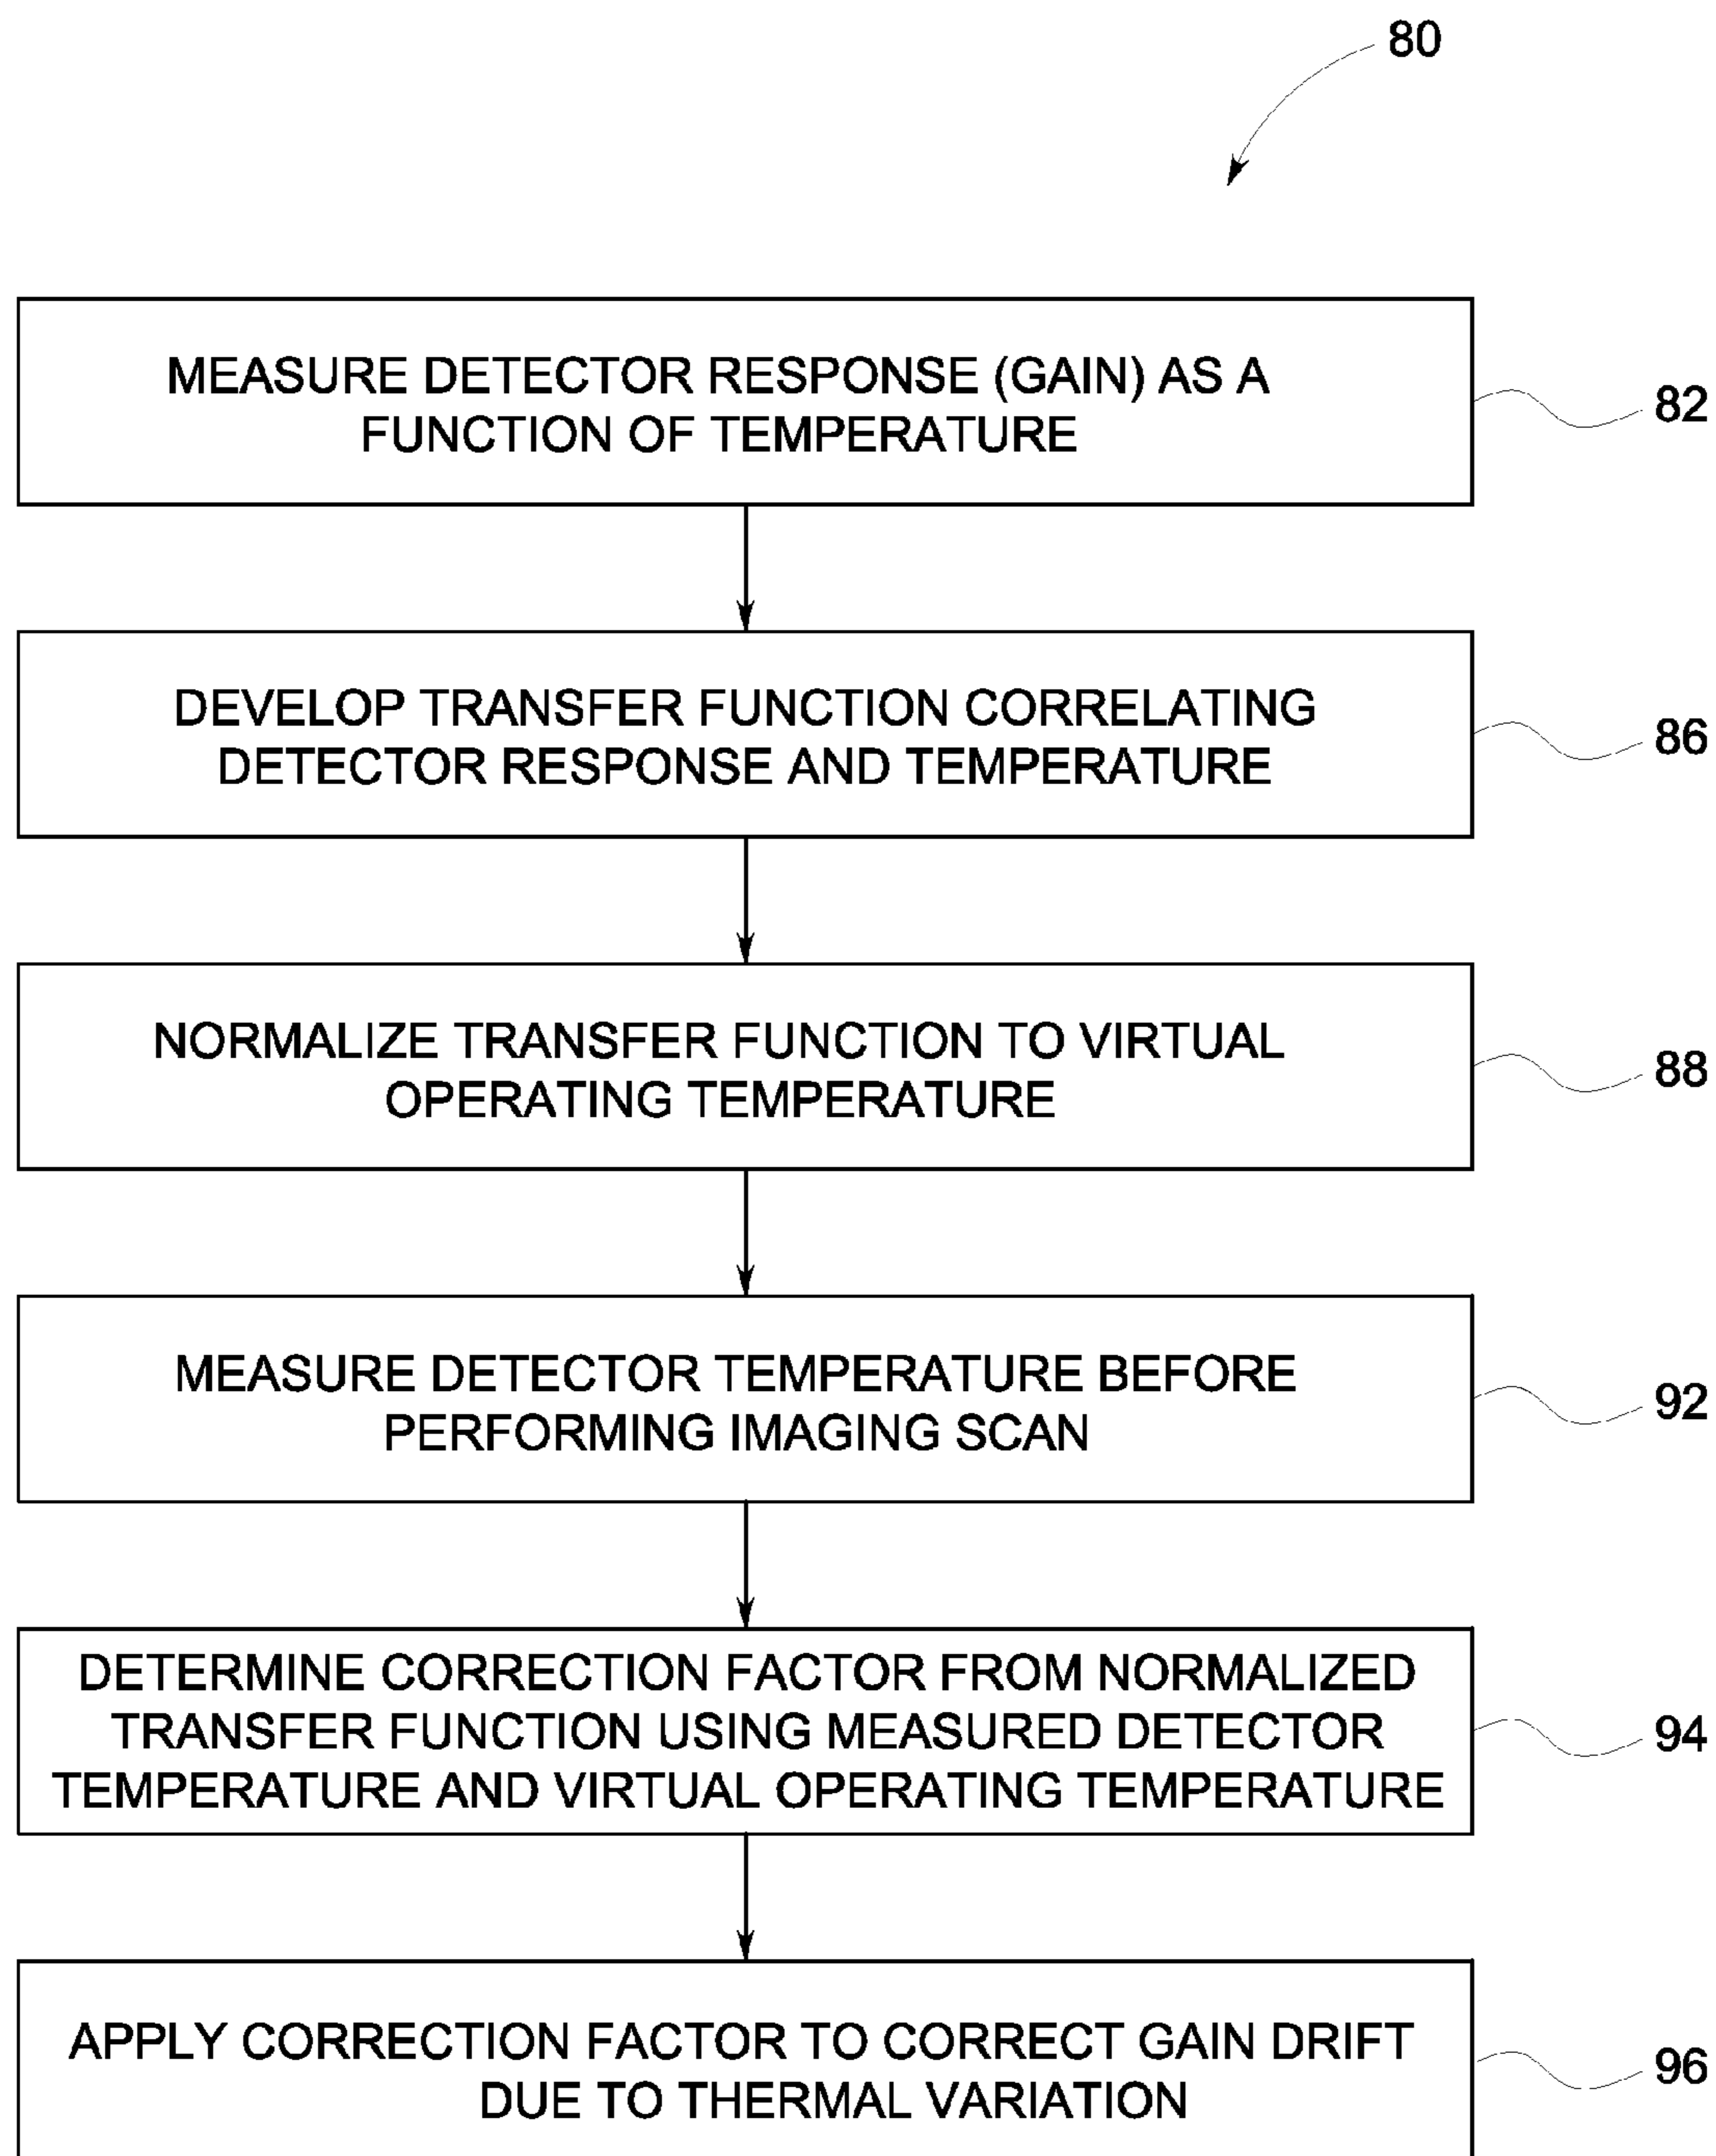 80
MEASURE DETECTOR RESPONSE (GAIN) AS A
FUNCTION OF TEMPERATURE
82
DEVELOP TRANSFER FUNCTION CORRELATING
DETECTOR RESPONSE AND TEMPERATURE
86
NORMALIZE TRANSFER FUNCTION TO VIRTUAL
OPERATING TEMPERATURE
88
MEASURE DETECTOR TEMPERATURE BEFORE
PERFORMING IMAGING SCAN
92
DETERMINE CORRECTION FACTOR FROM NORMALIZED
TRANSFER FUNCTION USING MEASURED DETECTOR
TEMPERATURE AND VIRTUAL OPERATING TEMPERATURE
94
APPLY CORRECTION FACTOR TO CORRECT GAIN DRIFT
DUE TO THERMAL VARIATION
96